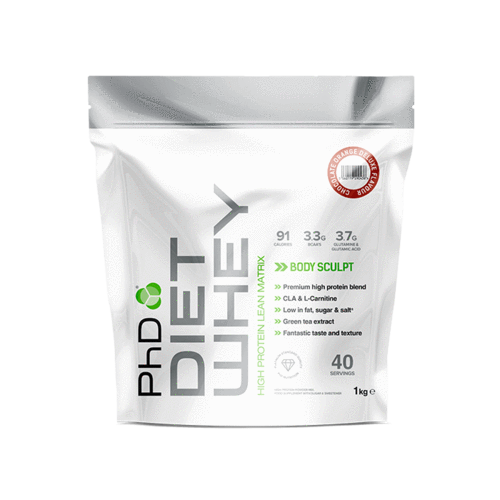 CHOCOLATE ORANGE DELUXE FLAVOUR
PhD
DIET
WHEY
HIGH PROTEIN LEAN MATRIX
91 3.3G 3.7G
CALORIES BCAAS GLUTAMINE &
GLUTAMIC ACID
BODY SCULPT
Premium high protein blend
CLA & L-Carnitine
Low in fat, sugar & salt*
Green tea extract
Fantastic taste and texture
40
SERVINGS
1kg e